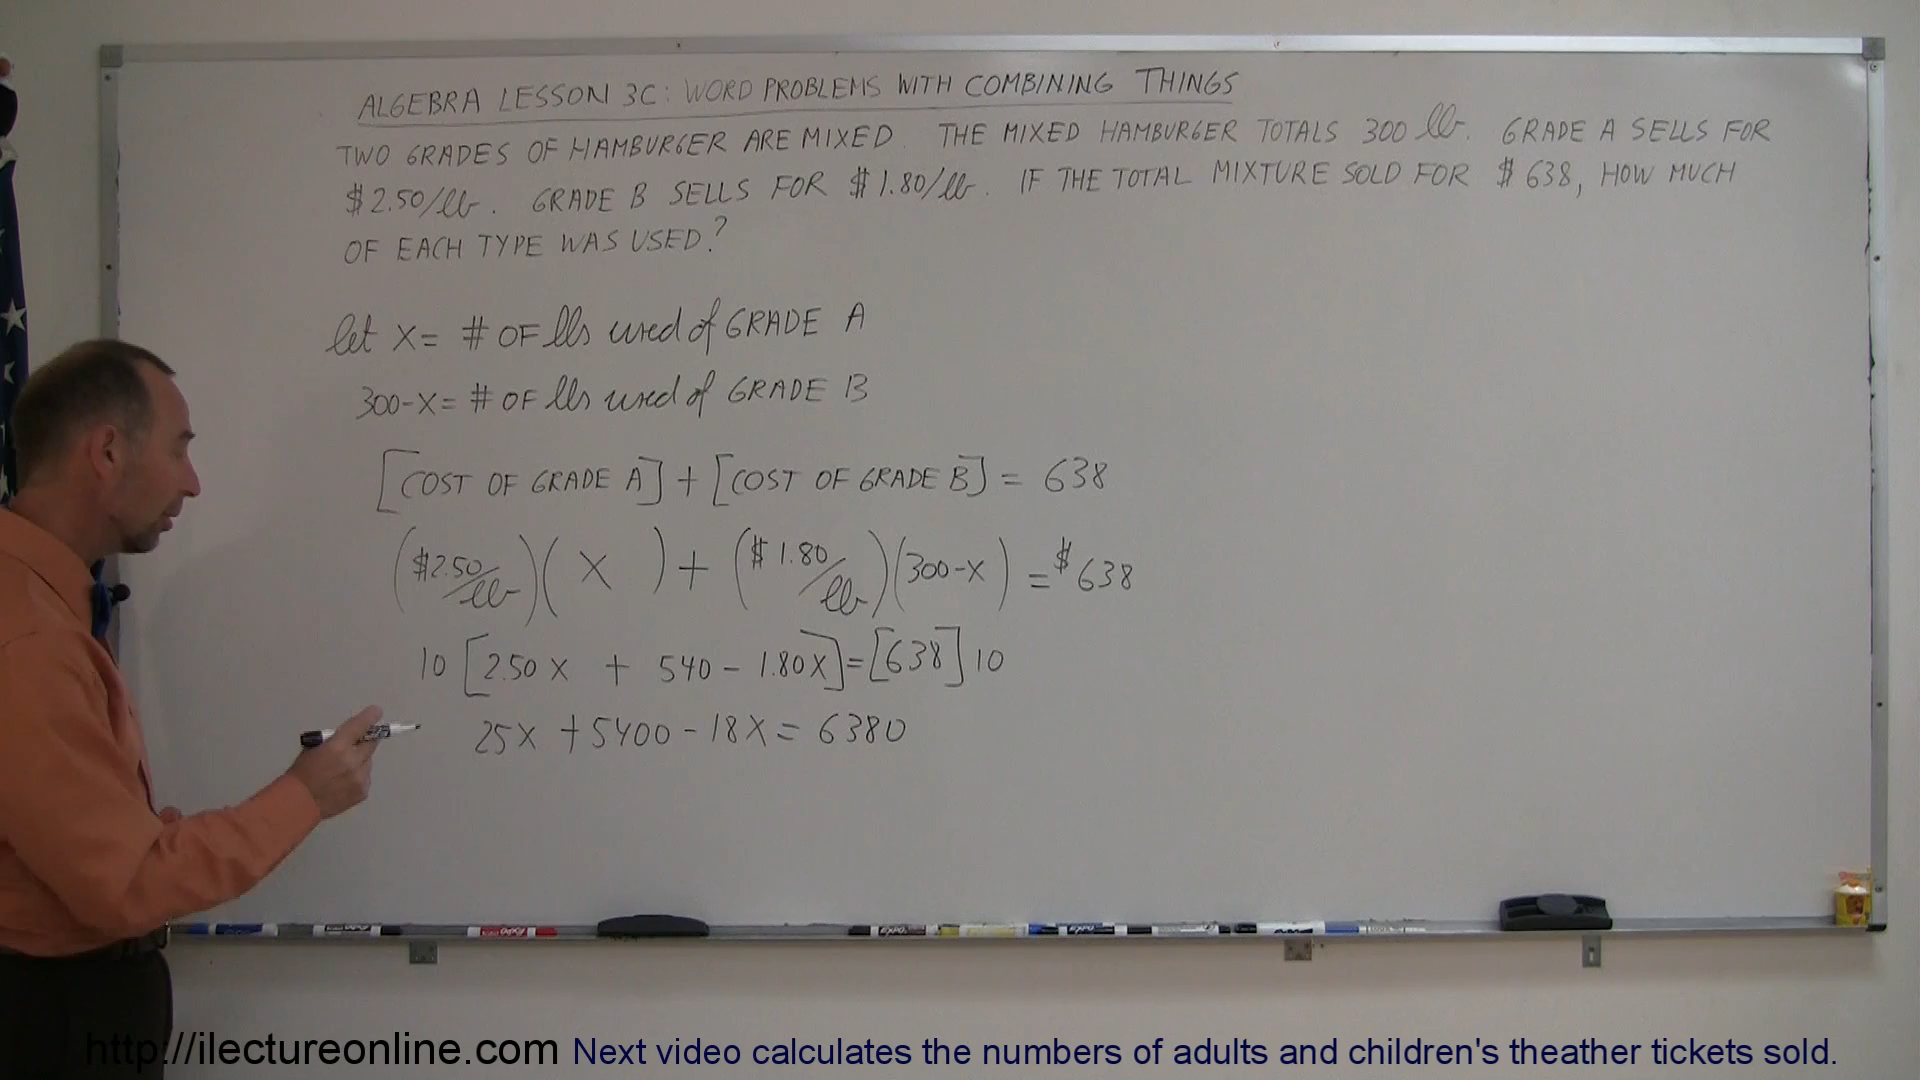 ALGEBRA LESSON 3C: WORD PROBLEMS WITH COMBINING THINGS
TWO GRADES OF HAMBURGER ARE MIXED. THE MIXED HAMBURGER TOTALS 300 lb. GRADE A SELLS FOR
$2.50/lb. GRADE B SELLS FOR $1.80/lb. IF THE TOTAL MIXTURE SOLD FOR $638, HOW MUCH
OF EACH TYPE WAS USED?
let X = # OF lbs used of GRADE A
300-X = # OF lbs used of GRADE B
[COST OF GRADE A] + [COST OF GRADE B] = 638
($2.50/lb)(X) + ($1.80/lb)(300-X) = $638
10[2.50X + 540 - 1.80X] = [638]10
25X + 5400 - 18X = 6380
http://ilectureonline.com Next video calculates the numbers of adults and children's theather tickets sold.